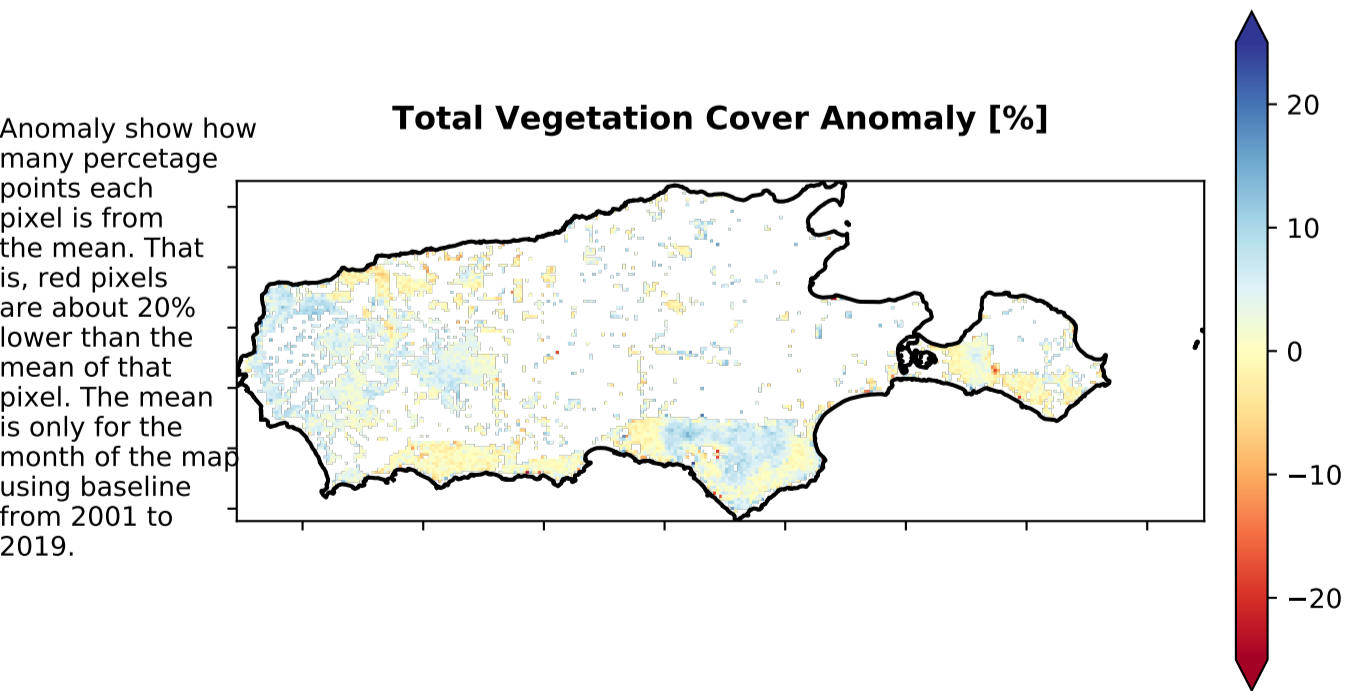 Total Vegetation Cover Anomaly [%]
Anomaly show how
many percetage
points each
pixel is from
the mean. That
is, red pixels
are about 20%
lower than the
mean of that
pixel. The mean
is only for the
month of the map
using baseline
from 2001 to
2019.
20
10
0
−10
−20